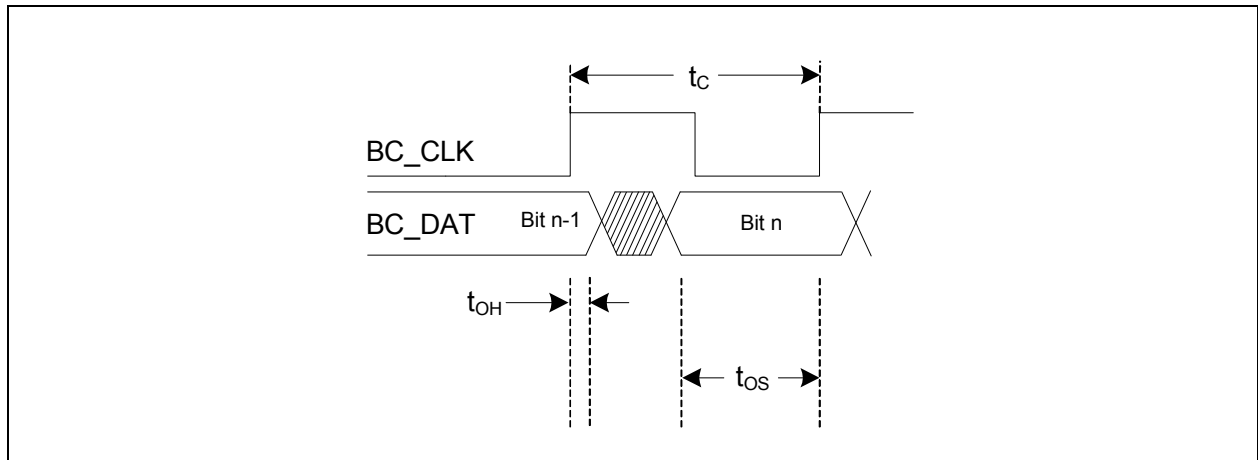 tC
BC_CLK
BC_DAT
Bit n-1
Bit n
tOH
tOS